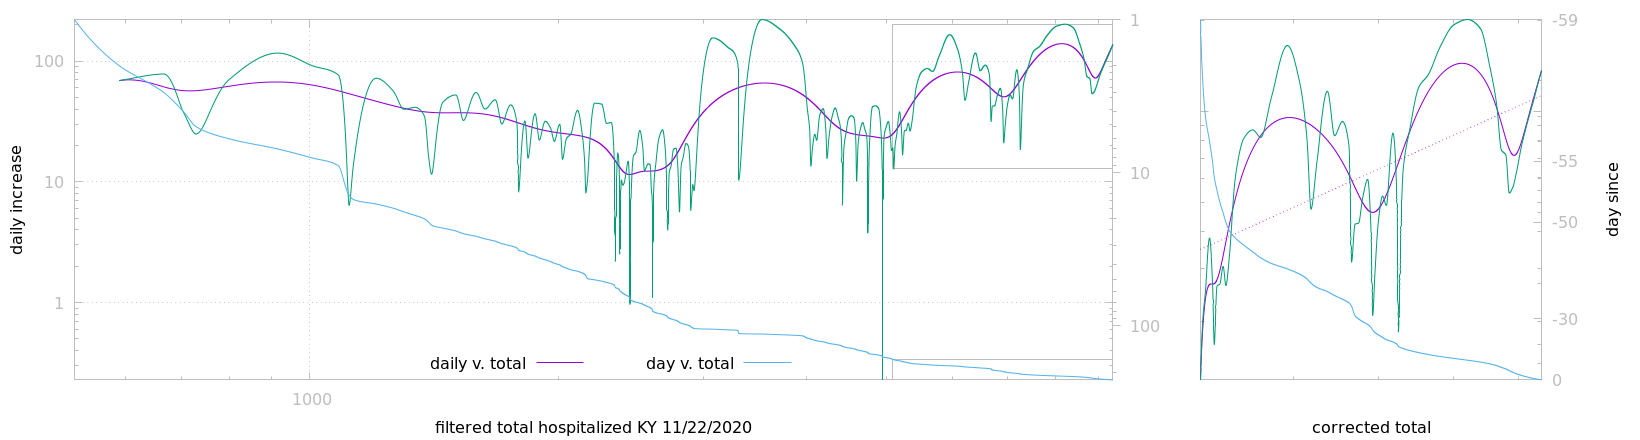 100
10
1
daily increase
1000
filtered total hospitalized KY 11/22/2020
daily v. total
day v. total
1
10
100
-59
-55
-50
-30
0
day since
corrected total